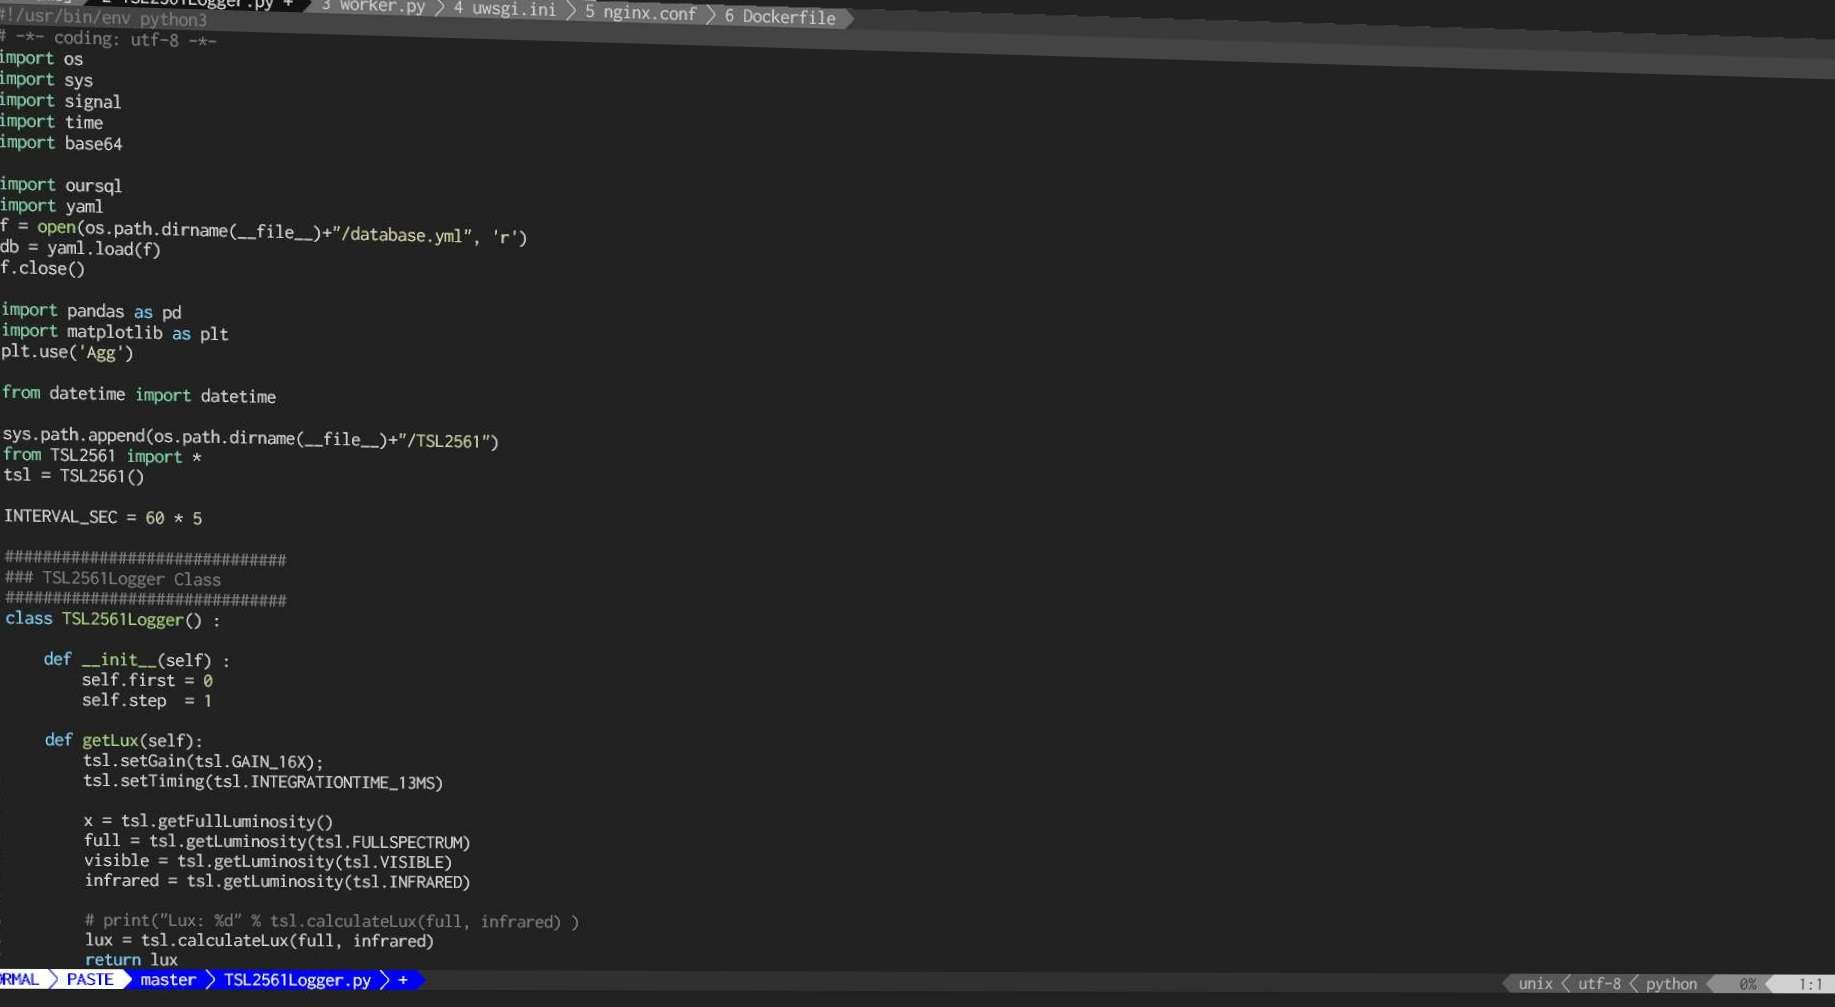 TSL2561Logger.py + 3 worker.py 4 uwsgi.ini 5 nginx.conf 6 Dockerfile
#!/usr/bin/env python3
# -*- coding: utf-8 -*-
import os
import sys
import signal
import time
import base64
import oursql
import yaml
f = open(os.path.dirname(__file__)+"/database.yml", 'r')
db = yaml.load(f)
f.close()
import pandas as pd
import matplotlib as plt
plt.use('Agg')
from datetime import datetime
sys.path.append(os.path.dirname(__file__)+"/TSL2561")
from TSL2561 import *
tsl = TSL2561()
INTERVAL_SEC = 60 * 5
##############################
### TSL2561Logger Class
##############################
class TSL2561Logger() :
def __init__(self) :
self.first = 0
self.step  = 1
def getLux(self):
tsl.setGain(tsl.GAIN_16X);
tsl.setTiming(tsl.INTEGRATIONTIME_13MS)
x = tsl.getFullLuminosity()
full = tsl.getLuminosity(tsl.FULLSPECTRUM)
visible = tsl.getLuminosity(tsl.VISIBLE)
infrared = tsl.getLuminosity(tsl.INFRARED)
# print("Lux: %d" % tsl.calculateLux(full, infrared) )
lux = tsl.calculateLux(full, infrared)
return lux
RMAL PASTE master TSL2561Logger.py + unix utf-8 python 0% 1:1